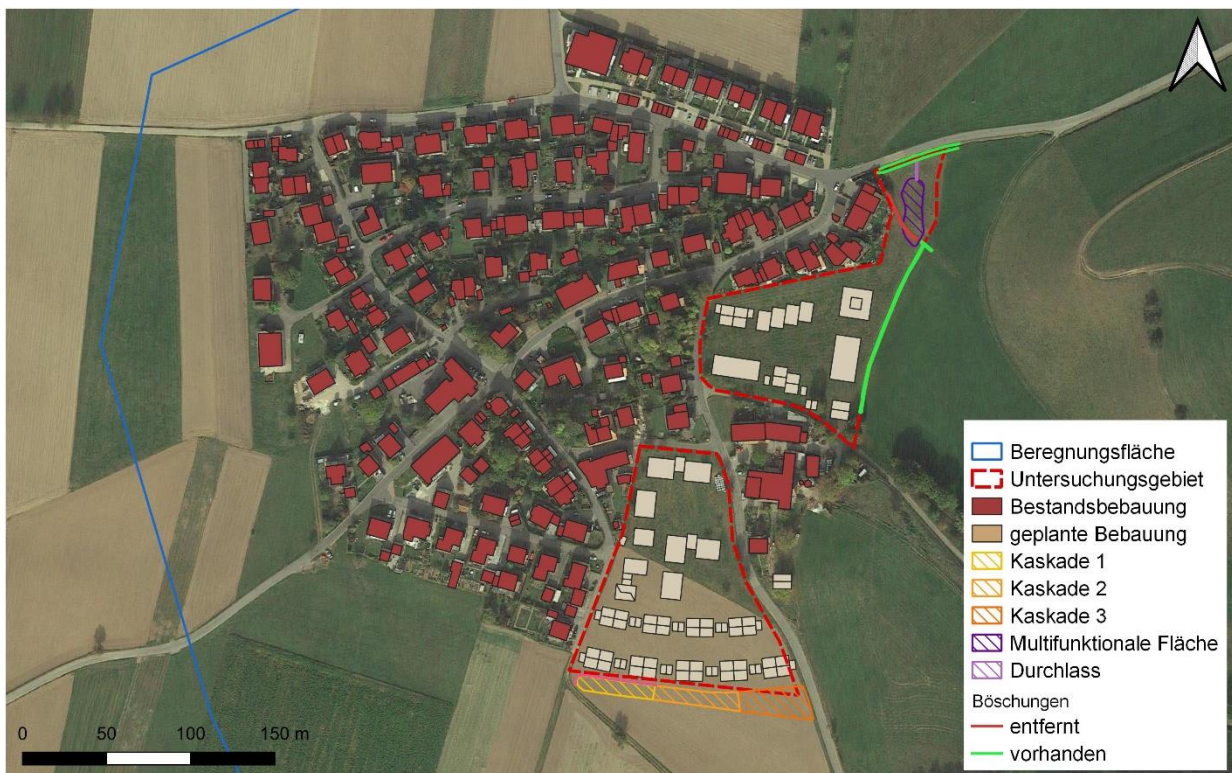 Beregnungsfläche
Untersuchungsgebiet
Bestandsbebauung
geplante Bebauung
Kaskade 1
Kaskade 2
Kaskade 3
Multifunktionale Fläche
Durchlass
Böschungen
entfernt
vorhanden
0 50 100 150 m